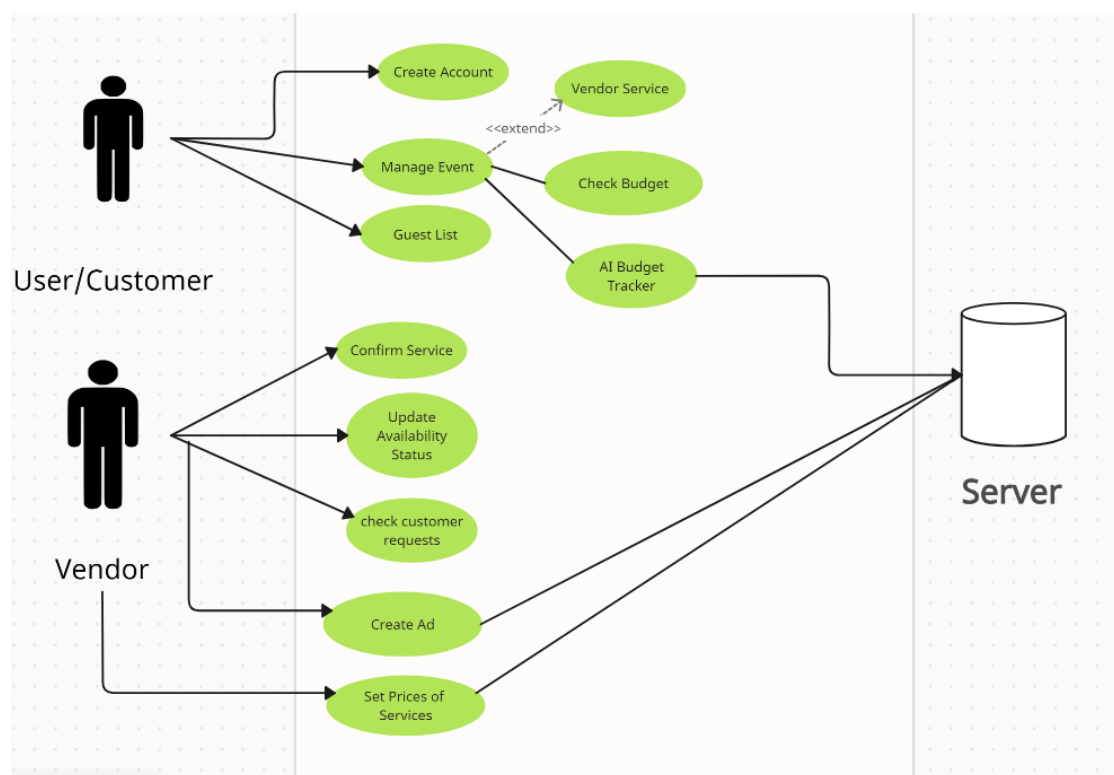 Create Account
Vendor Service
<<extend>>
Manage Event
Check Budget
Guest List
AI Budget
Tracker
User/Customer
Confirm Service
Update
Availability
Status
check customer
requests
Server
Vendor
Create Ad
Set Prices of
Services